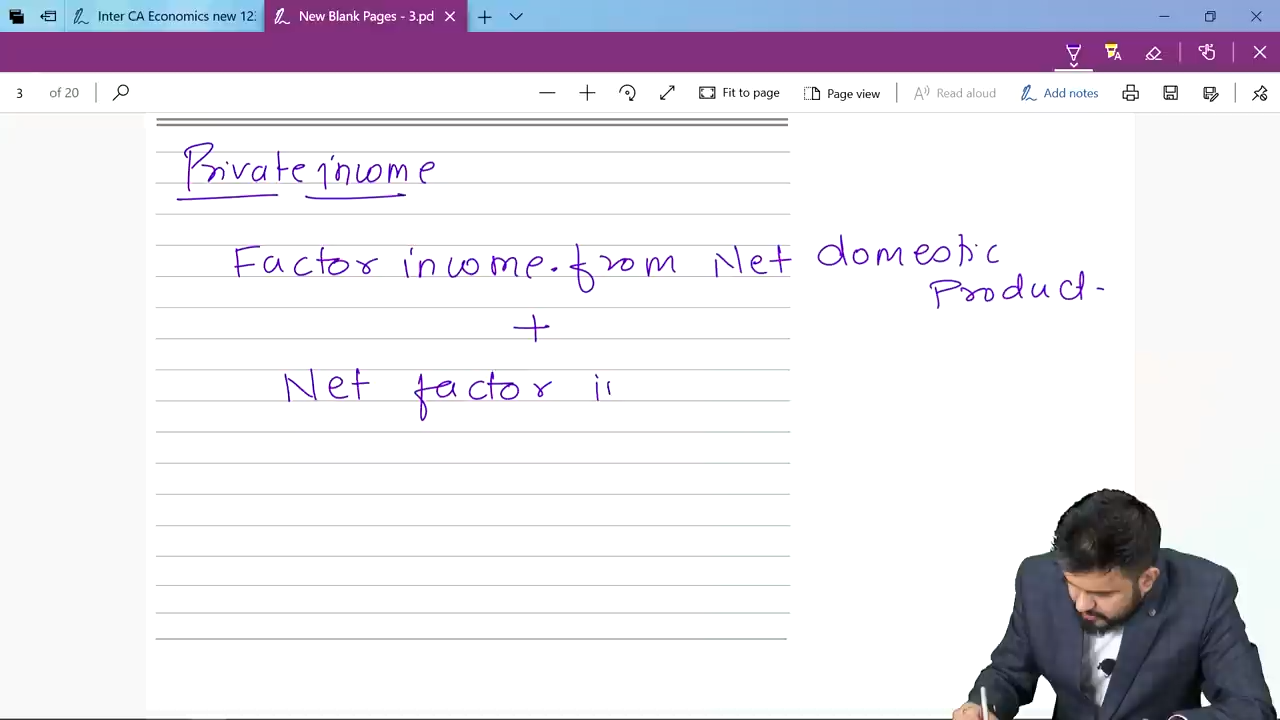 Inter CA Economics new 123
New Blank Pages - 3.pd
3 of 20
Fit to page
Page view
Read aloud
Add notes
Private income
Factor income from Net domestic
Product
+
Net factor i